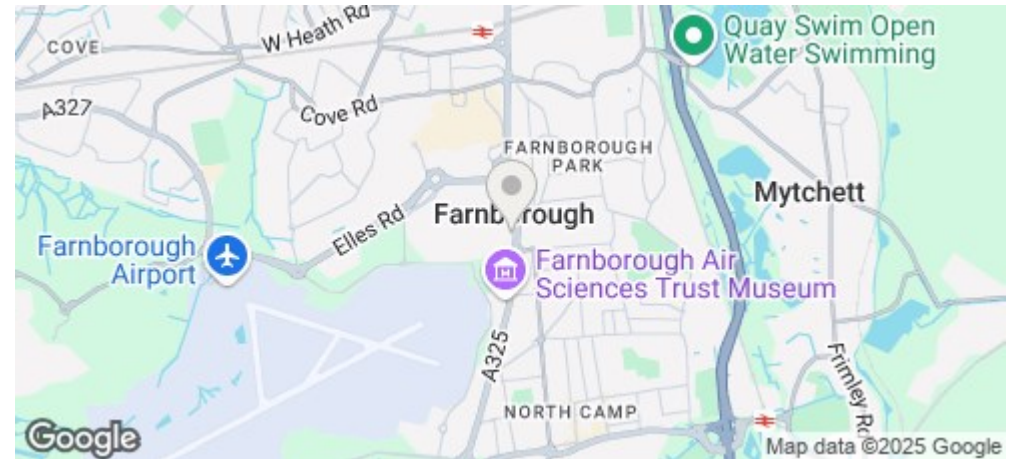 W Heath Rd
COVE
Quay Swim Open
Water Swimming
A327
Cove Rd
FARNBOROUGH
PARK
Mytchett
Farnborough
Elles Rd
Farnborough
Airport
Farnborough Air
Sciences Trust Museum
A325
Frimley Rd
NORTH CAMP
Google
Map data ©2025 Google